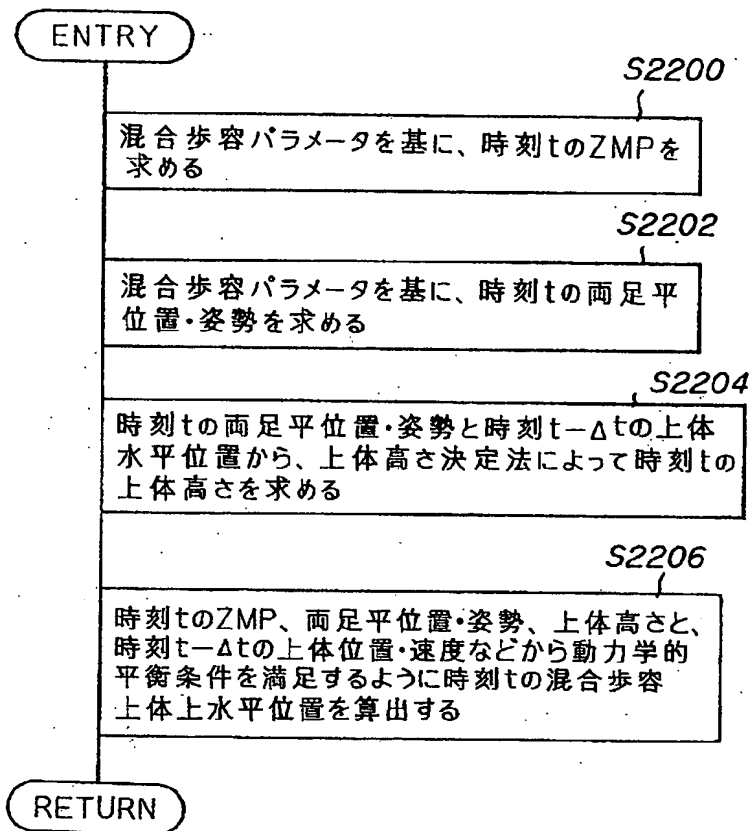 ENTRY
S2200
混合歩容パラメータを基に、時刻tのZMPを
求める
S2202
混合歩容パラメータを基に、時刻tの両足平
位置・姿勢を求める
S2204
時刻tの両足平位置・姿勢と時刻t−Δtの上体
水平位置から、上体高さ決定法によって時刻tの
上体高さを求める
S2206
時刻tのZMP、両足平位置・姿勢、上体高さと、
時刻t−Δtの上体位置・速度などから動力学的
平衡条件を満足するように時刻tの混合歩容
上体上水平位置を算出する
RETURN